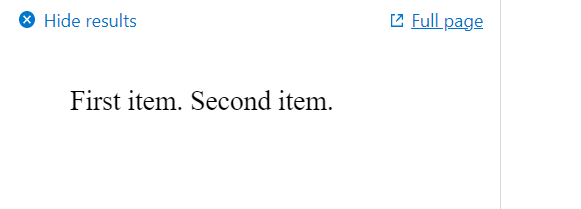 Hide results Full page
First item. Second item.